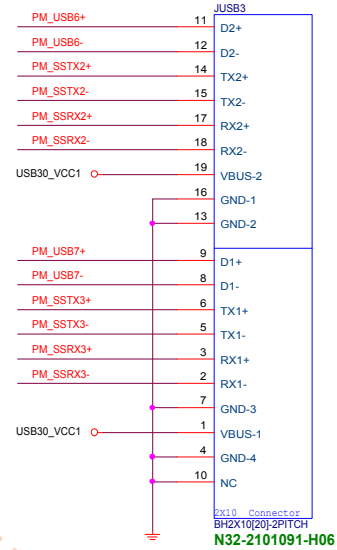 JUSB3
PM_USB6+ 11 D2+
PM_USB6- 12 D2-
PM_SSTX2+ 14 TX2+
PM_SSTX2- 15 TX2-
PM_SSRX2+ 17 RX2+
PM_SSRX2- 18 RX2-
USB30_VCC1 19 VBUS-2
16 GND-1
13 GND-2
PM_USB7+ 9 D1+
PM_USB7- 8 D1-
PM_SSTX3+ 6 TX1+
PM_SSTX3- 5 TX1-
PM_SSRX3+ 3 RX1+
PM_SSRX3- 2 RX1-
7 GND-3
USB30_VCC1 1 VBUS-1
4 GND-4
10 NC
2X10 Connector
BH2X10[20]-2PITCH
N32-2101091-H06